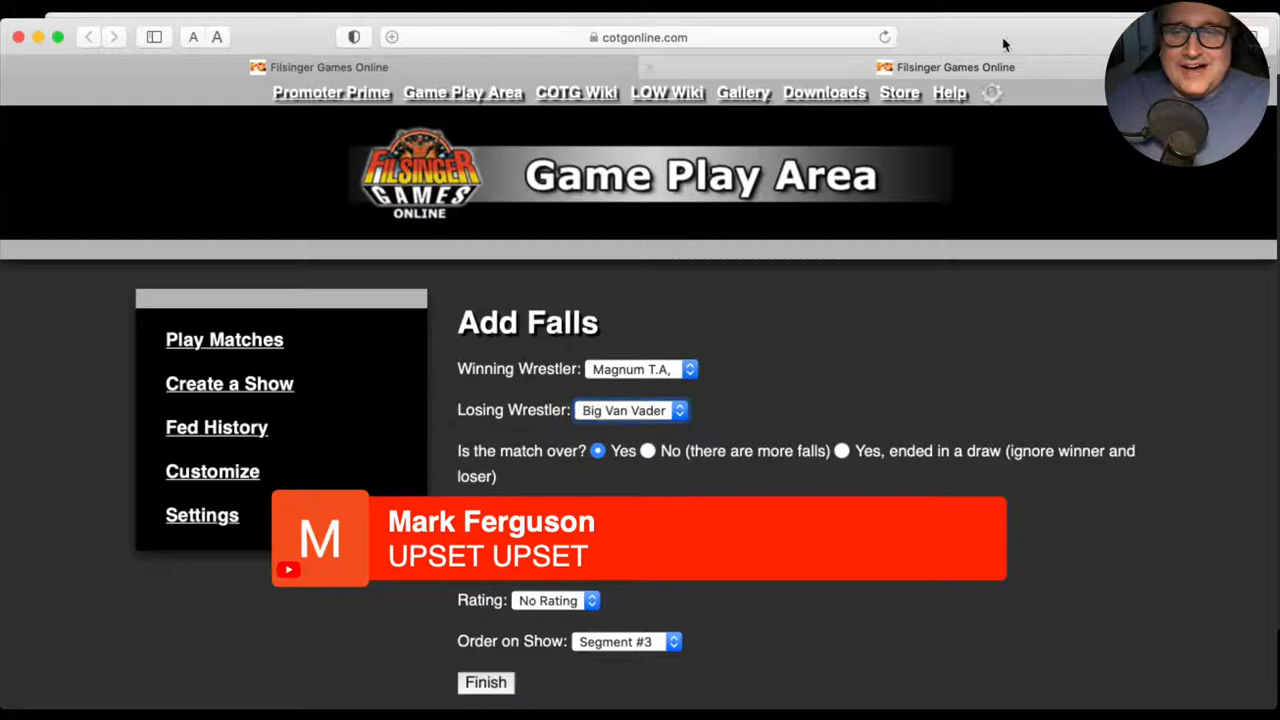 A A
cotgonline.com
Filsinger Games Online
Filsinger Games Online
Promoter Prime Game Play Area COTG Wiki LOW Wiki Gallery Downloads Store Help
FILSINGER
GAMES
ONLINE
Game Play Area
Play Matches
Create a Show
Fed History
Customize
Settings
Add Falls
Winning Wrestler: Magnum T.A,
Losing Wrestler: Big Van Vader
Is the match over? Yes No (there are more falls) Yes, ended in a draw (ignore winner and
loser)
M
Mark Ferguson
UPSET UPSET
Rating: No Rating
Order on Show: Segment #3
Finish